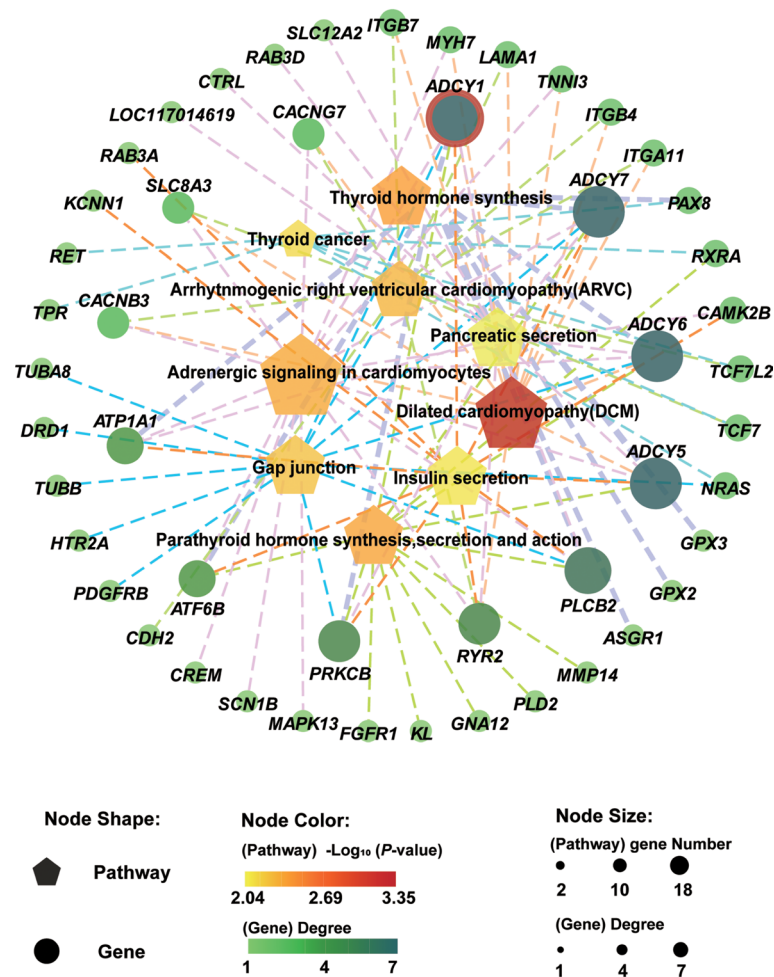 ITGB7
SLC12A2
MYH7
RAB3D
LAMA1
CTRL
ADCY1
TNNI3
LOC117014619
CACNG7
ITGB4
RAB3A
ITGA11
SLC8A3
ADCY7
KCNN1
Thyroid hormone synthesis
PAX8
RET
Thyroid cancer
RXRA
Arrhytnmogenic right ventricular cardiomyopathy(ARVC)
TPR
CACNB3
CAMK2B
ADCY6
Pancreatic secretion
TUBA8
Adrenergic signaling in cardiomyocytes
TCF7L2
Dilated cardiomyopathy(DCM)
DRD1
ATP1A1
TCF7
ADCY5
TUBB
Gap junction
Insulin secretion
NRAS
HTR2A
Parathyroid hormone synthesis,secretion and action
GPX3
PDGFRB
ATF6B
PLCB2
GPX2
CDH2
PRKCB
RYR2
ASGR1
CREM
MMP14
SCN1B
PLD2
MAPK13
FGFR1
KL
GNA12
Node Shape:
Pathway
Gene
Node Color:
(Pathway) -Log₁₀ (P-value)
2.04 2.69 3.35
(Gene) Degree
1 4 7
Node Size:
(Pathway) gene Number
2 10 18
(Gene) Degree
1 4 7